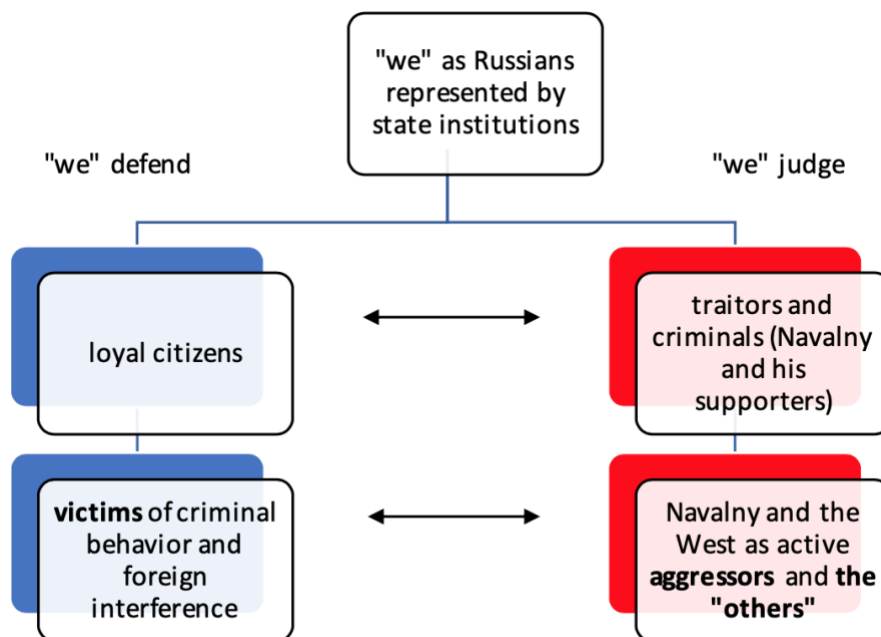 "we" as Russians
represented by
state institutions
"we" defend
"we" judge
loyal citizens
traitors and
criminals (Navalny
and his
supporters)
victims of criminal
behavior and
foreign
interference
Navalny and the
West as active
aggressors and the
"others"